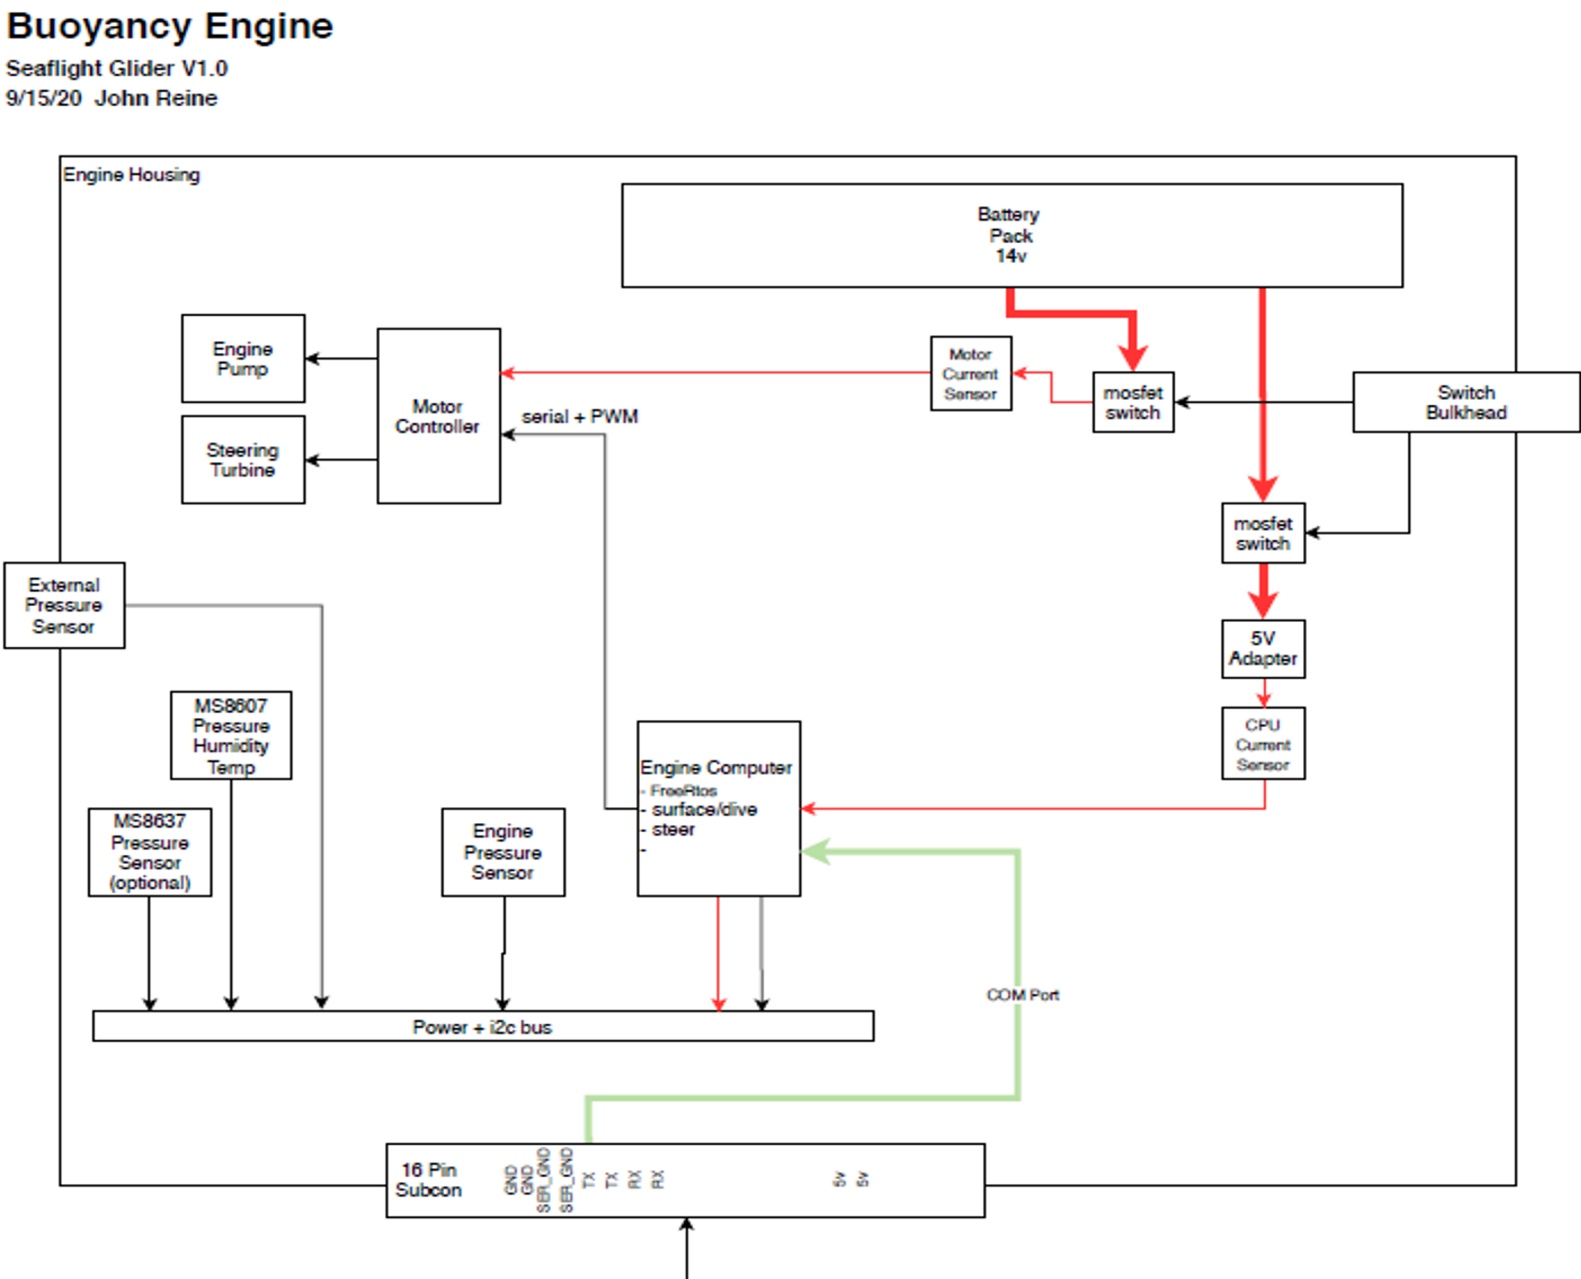 Buoyancy Engine
Seaflight Glider V1.0
9/15/20 John Reine
Engine Housing
Battery
Pack
14v
Engine
Pump
Steering
Turbine
Motor
Controller
serial + PWM
Motor
Current
Sensor
mosfet
switch
Switch
Bulkhead
mosfet
switch
5V
Adapter
CPU
Current
Sensor
External
Pressure
Sensor
MS8607
Pressure
Humidity
Temp
MS8637
Pressure
Sensor
(optional)
Engine
Pressure
Sensor
Engine Computer
- FreeRtos
- surface/dive
- steer
-
Power + i2c bus
COM Port
16 Pin
Subcon
GND
GND
SER_GND
SER_GND
TX
TX
RX
RX
5v
5v